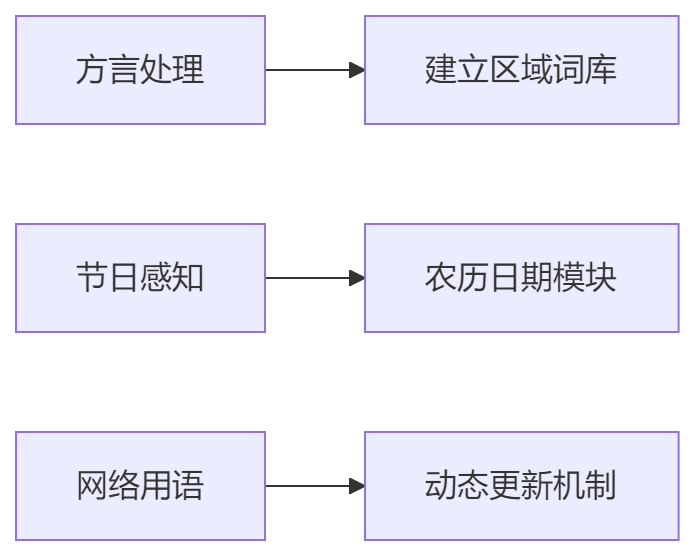 方言处理
建立区域词库
节日感知
农历日期模块
网络用语
动态更新机制